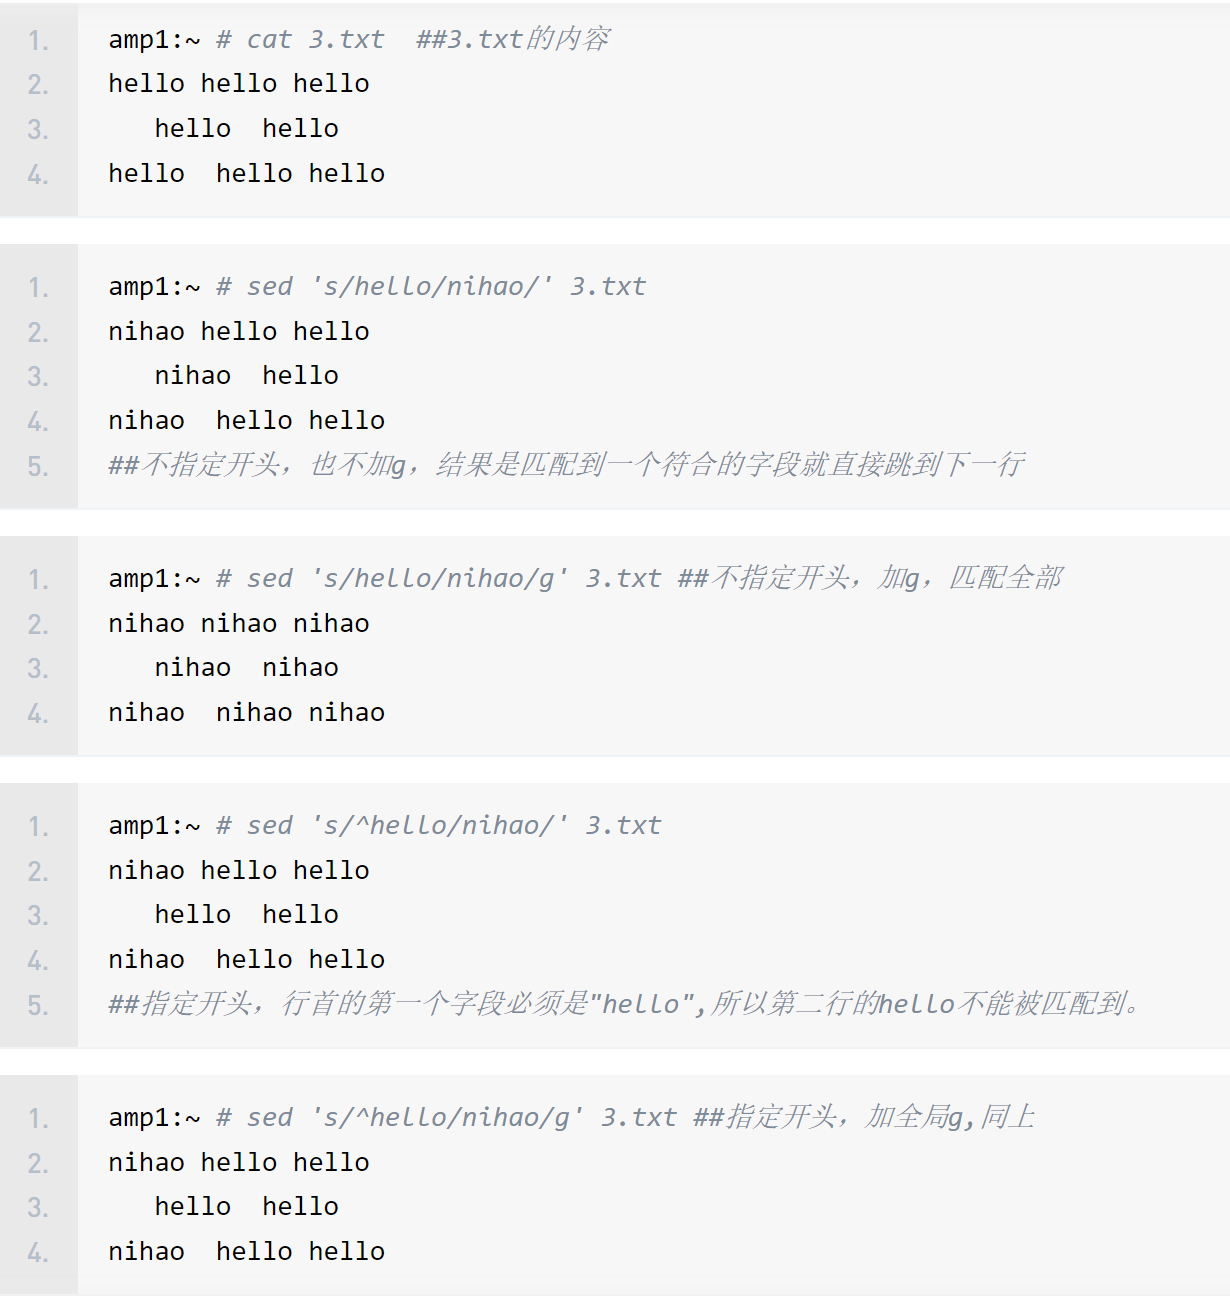 1. amp1:~ # cat 3.txt  ##3.txt的内容
2. hello hello hello
3.    hello  hello
4. hello  hello hello
1. amp1:~ # sed 's/hello/nihao/' 3.txt
2. nihao hello hello
3.    nihao  hello
4. nihao  hello hello
5. ##不指定开头，也不加g，结果是匹配到一个符合的字段就直接跳到下一行
1. amp1:~ # sed 's/hello/nihao/g' 3.txt ##不指定开头，加g，匹配全部
2. nihao nihao nihao
3.    nihao  nihao
4. nihao  nihao nihao
1. amp1:~ # sed 's/^hello/nihao/' 3.txt
2. nihao hello hello
3.    hello  hello
4. nihao  hello hello
5. ##指定开头，行首的第一个字段必须是"hello",所以第二行的hello不能被匹配到。
1. amp1:~ # sed 's/^hello/nihao/g' 3.txt ##指定开头，加全局g,同上
2. nihao hello hello
3.    hello  hello
4. nihao  hello hello